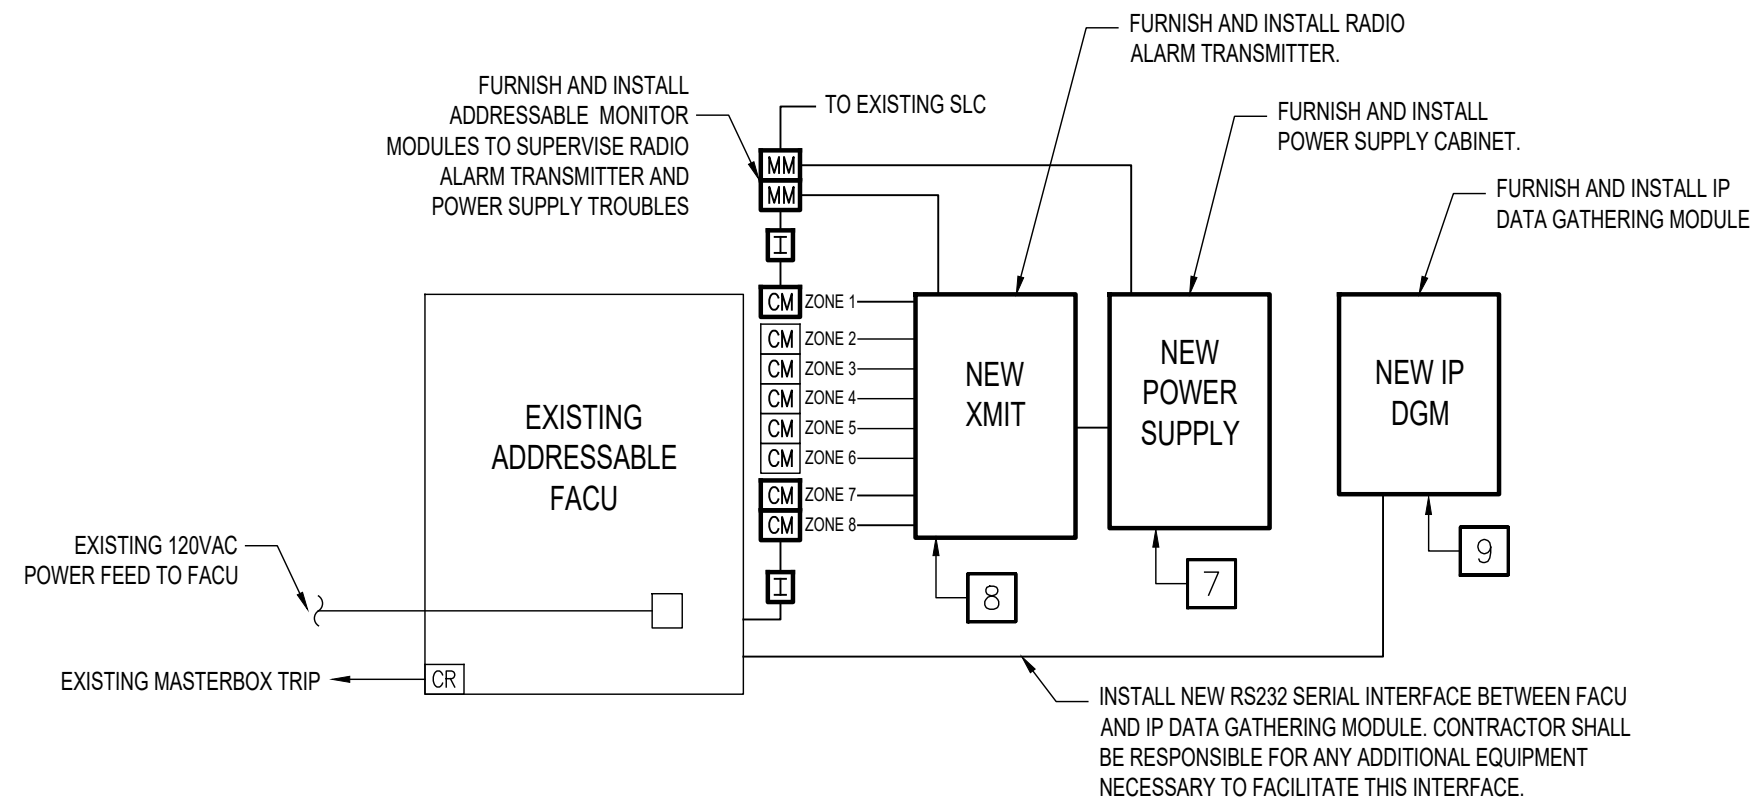 FURNISH AND INSTALL RADIO
ALARM TRANSMITTER.
FURNISH AND INSTALL
ADDRESSABLE MONITOR
MODULES TO SUPERVISE RADIO
ALARM TRANSMITTER AND
POWER SUPPLY TROUBLES
TO EXISTING SLC
FURNISH AND INSTALL
POWER SUPPLY CABINET.
FURNISH AND INSTALL IP
DATA GATHERING MODULE
MM
MM
I
CM ZONE 1
CM ZONE 2
CM ZONE 3
CM ZONE 4
CM ZONE 5
CM ZONE 6
CM ZONE 7
CM ZONE 8
I
EXISTING
ADDRESSABLE
FACU
NEW
XMIT
NEW
POWER
SUPPLY
NEW IP
DGM
8
7
9
EXISTING 120VAC
POWER FEED TO FACU
EXISTING MASTERBOX TRIP
CR
INSTALL NEW RS232 SERIAL INTERFACE BETWEEN FACU
AND IP DATA GATHERING MODULE. CONTRACTOR SHALL
BE RESPONSIBLE FOR ANY ADDITIONAL EQUIPMENT
NECESSARY TO FACILITATE THIS INTERFACE.